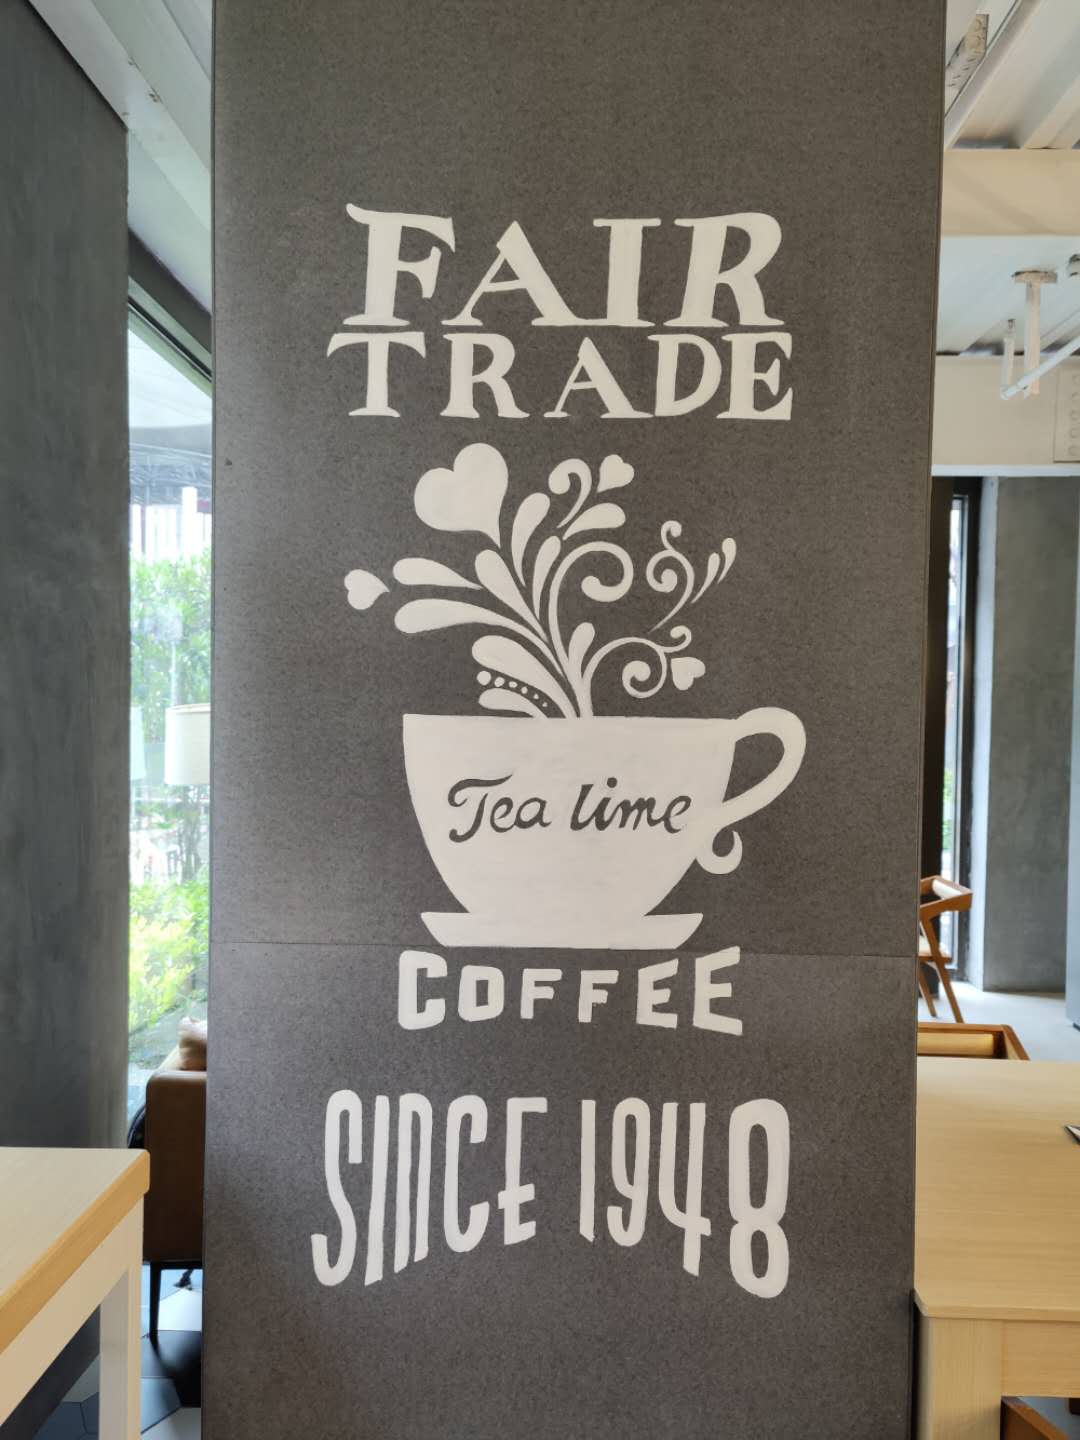 FAIR
TRADE
Tea lime
COFFEE
SINCE 1948